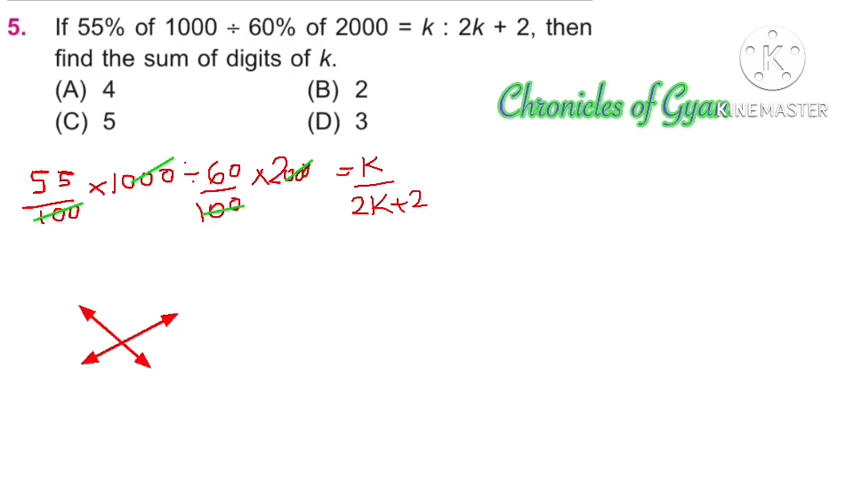 5. If 55% of 1000 ÷ 60% of 2000 = k : 2k + 2, then
find the sum of digits of k.
(A) 4 (B) 2
(C) 5 (D) 3
Chronicles of Gyan
K
KINEMASTER
55/100 ×1000 ÷ 60/100 ×200 = K/2K+2